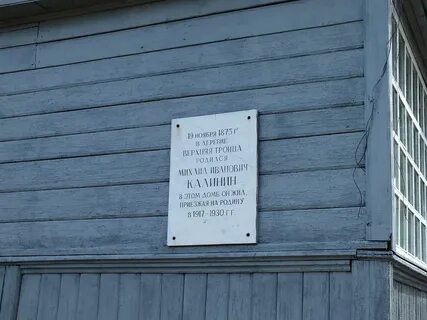 19 НОЯБРЯ 1875 Г.
В ДЕРЕВНЕ
ВЕРХНЯЯ ТРОИЦА
РОДИЛСЯ
МИХАИЛ ИВАНОВИЧ
КАЛИНИН
В ЭТОМ ДОМЕ ОН ЖИЛ,
ПРИЕЗЖАЯ НА РОДИНУ
В 1917-1930 Г.Г.